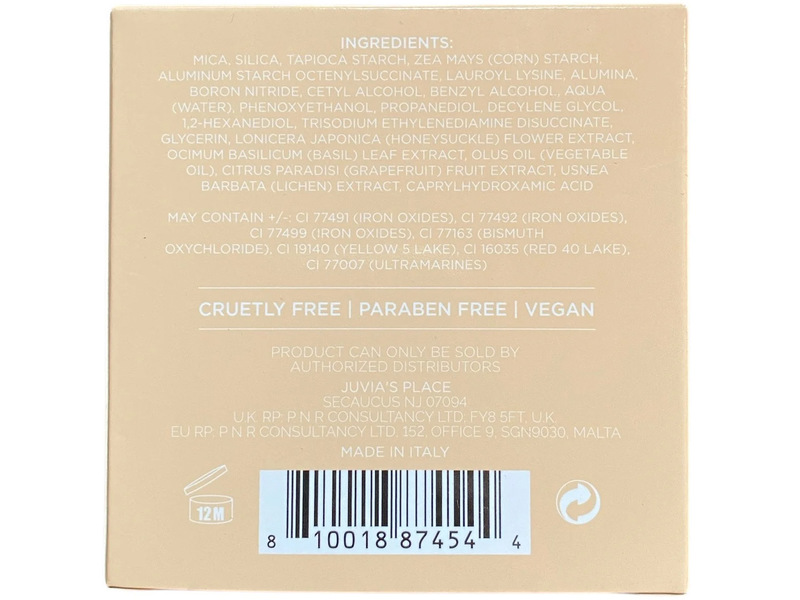 INGREDIENTS:
MICA, SILICA, TAPIOCA STARCH, ZEA MAYS (CORN) STARCH,
ALUMINUM STARCH OCTENYLSUCCINATE, LAUROYL LYSINE, ALUMINA,
BORON NITRIDE, CETYL ALCOHOL, BENZYL ALCOHOL, AQUA
(WATER), PHENOXYETHANOL, PROPANEDIOL, DECYLENE GLYCOL,
1,2-HEXANEDIOL, TRISODIUM ETHYLENEDIAMINE DISUCCINATE,
GLYCERIN, LONICERA JAPONICA (HONEYSUCKLE) FLOWER EXTRACT,
OCIMUM BASILICUM (BASIL) LEAF EXTRACT, OLUS OIL (VEGETABLE
OIL), CITRUS PARADISI (GRAPEFRUIT) FRUIT EXTRACT, USNEA
BARBATA (LICHEN) EXTRACT, CAPRYLHYDROXAMIC ACID
MAY CONTAIN +/-: CI 77491 (IRON OXIDES), CI 77492 (IRON OXIDES),
CI 77499 (IRON OXIDES), CI 77163 (BISMUTH
OXYCHLORIDE), CI 19140 (YELLOW 5 LAKE), CI 16035 (RED 40 LAKE),
CI 77007 (ULTRAMARINES)
CRUETLY FREE | PARABEN FREE | VEGAN
PRODUCT CAN ONLY BE SOLD BY
AUTHORIZED DISTRIBUTORS
JUVIA'S PLACE
SECAUCUS NJ 07094
U.K. RP: P N R CONSULTANCY LTD, FY8 5FT, U.K.
EU RP: P N R CONSULTANCY LTD. 152, OFFICE 9, SGN9030, MALTA
MADE IN ITALY
12M
8 10018 87454 4